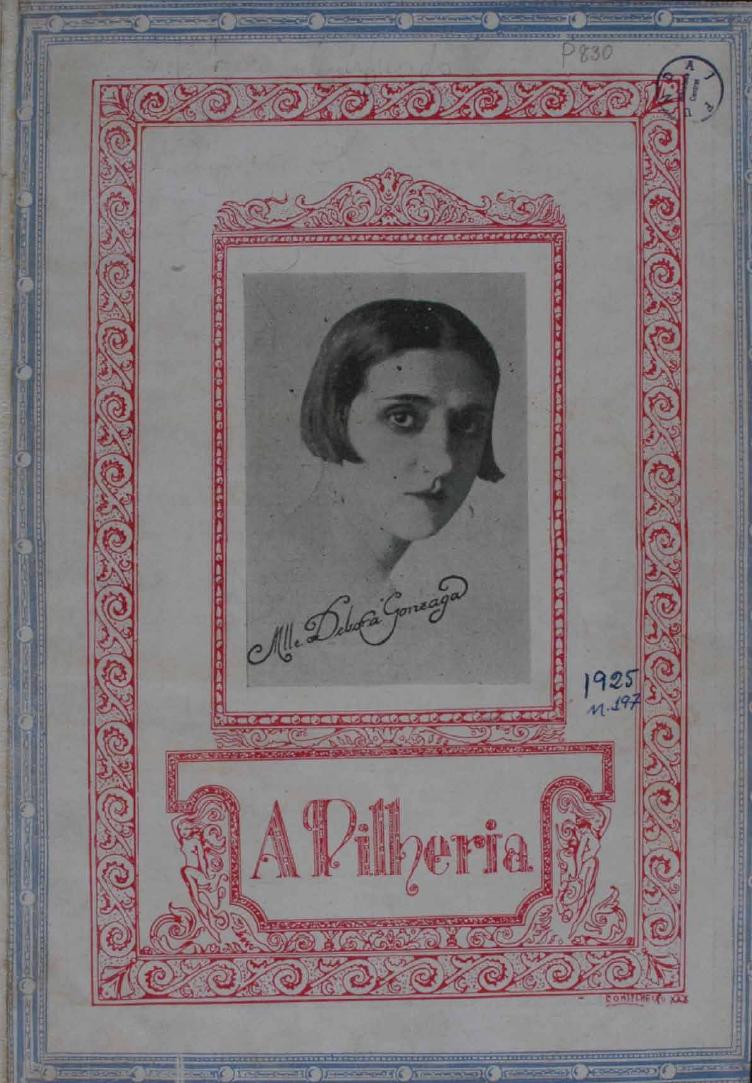 P830
Mlle. Debora Gonzaga
1925
n. 197
A Pilheria